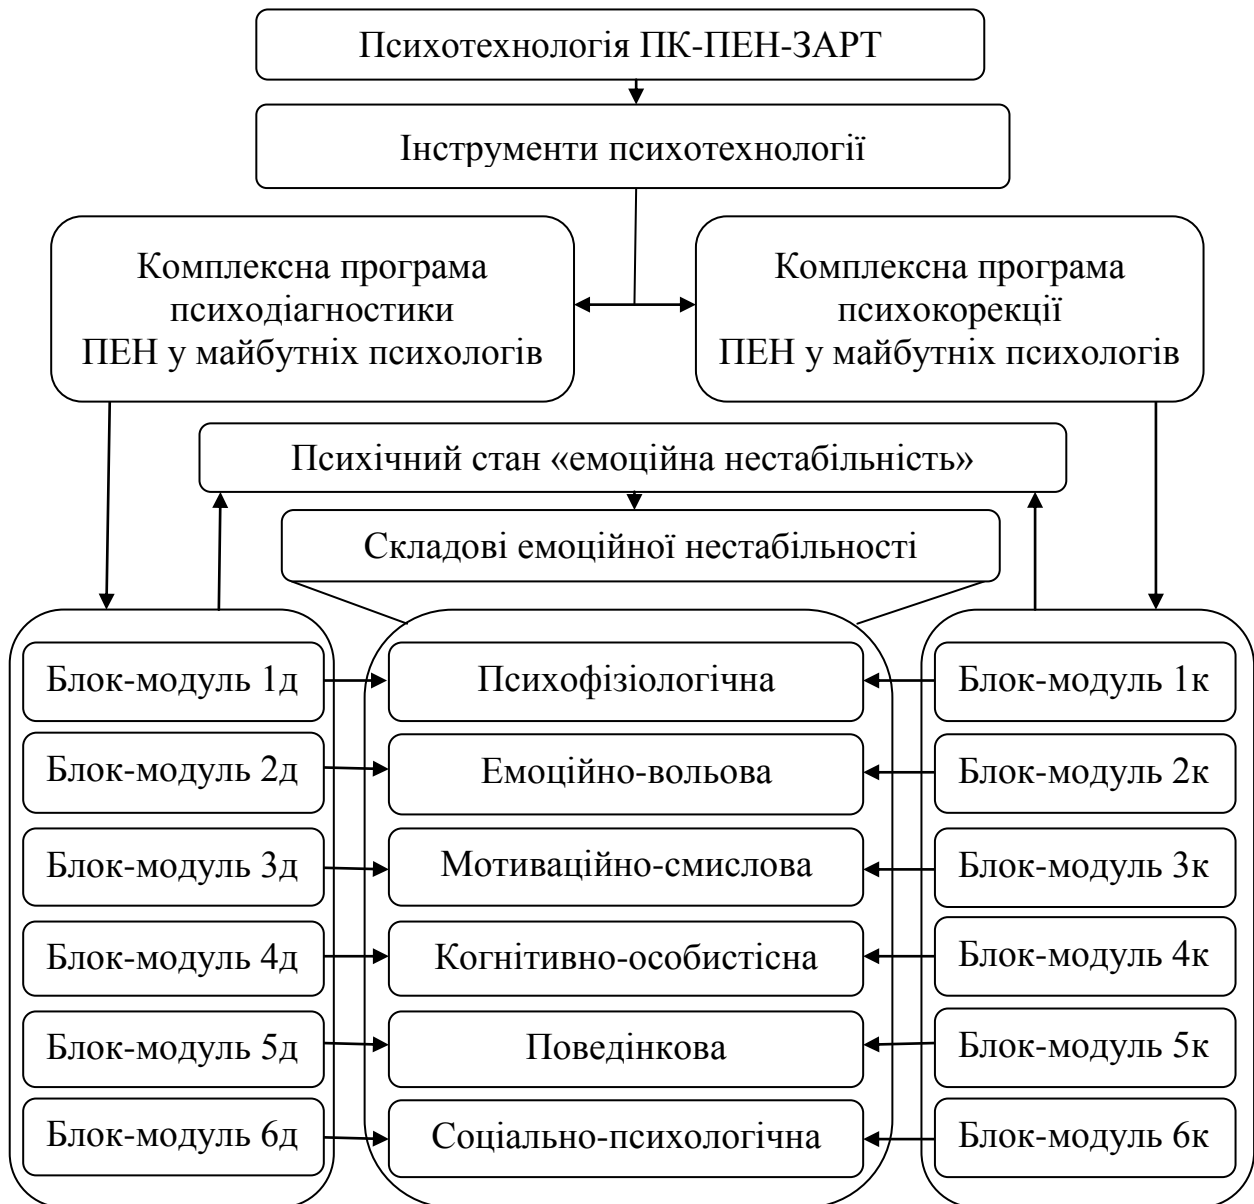 Психотехнологія ПК-ПЕН-ЗАРТ
Інструменти психотехнології
Комплексна програма
психодіагностики
ПЕН у майбутніх психологів
Комплексна програма
психокорекції
ПЕН у майбутніх психологів
Психічний стан «емоційна нестабільність»
Складові емоційної нестабільності
Блок-модуль 1д
Психофізіологічна
Блок-модуль 1к
Блок-модуль 2д
Емоційно-вольова
Блок-модуль 2к
Блок-модуль 3д
Мотиваційно-смислова
Блок-модуль 3к
Блок-модуль 4д
Когнітивно-особистісна
Блок-модуль 4к
Блок-модуль 5д
Поведінкова
Блок-модуль 5к
Блок-модуль 6д
Соціально-психологічна
Блок-модуль 6к